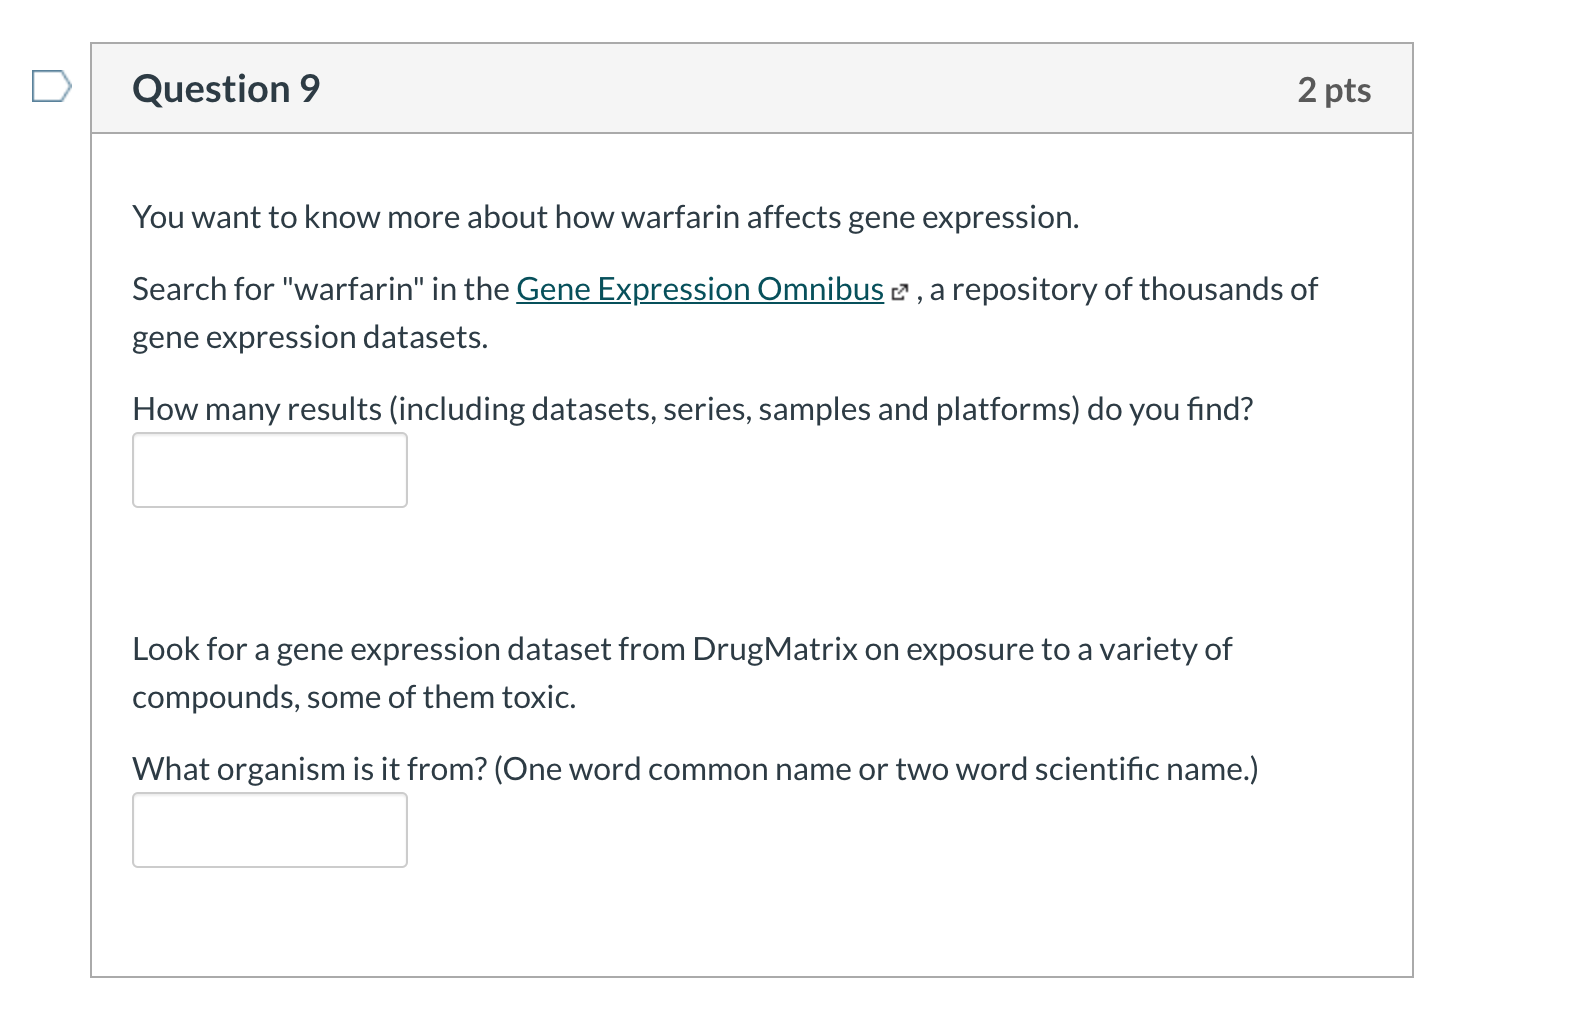 Question 9
2 pts
You want to know more about how warfarin affects gene expression.
Search for "warfarin" in the Gene Expression Omnibus , a repository of thousands of
gene expression datasets.
How many results (including datasets, series, samples and platforms) do you find?
Look for a gene expression dataset from DrugMatrix on exposure to a variety of
compounds, some of them toxic.
What organism is it from? (One word common name or two word scientific name.)